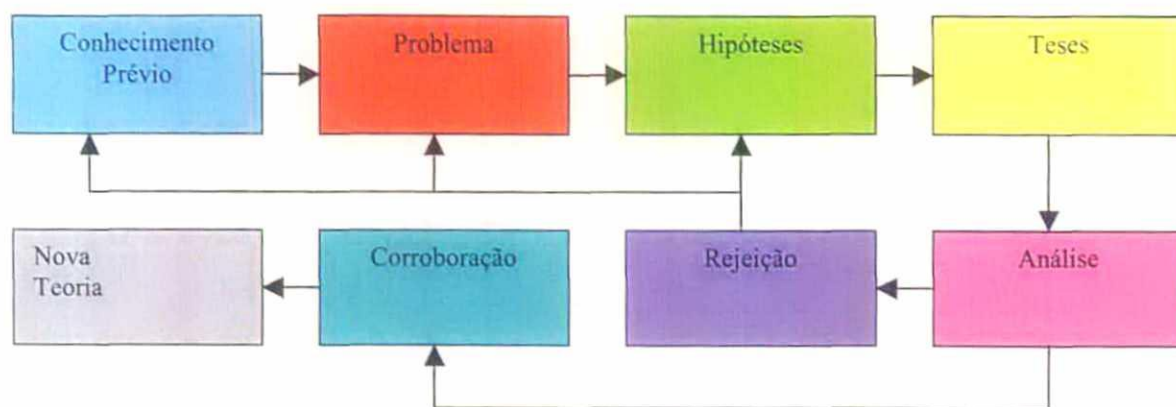 Conhecimento
Prévio
Problema
Hipóteses
Teses
Nova
Teoria
Corroboração
Rejeição
Análise